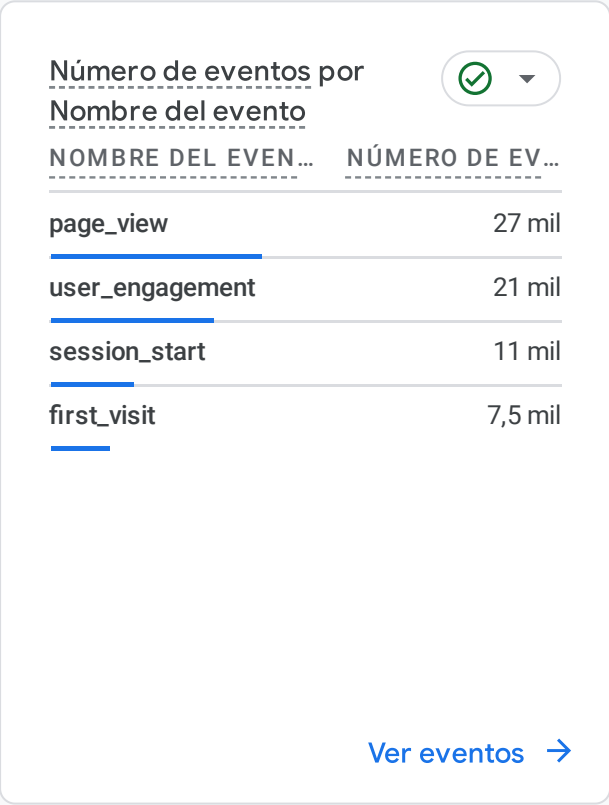 Número de eventos por
Nombre del evento
NOMBRE DEL EVEN... NÚMERO DE EV...
page_view 27 mil
user_engagement 21 mil
session_start 11 mil
first_visit 7,5 mil
Ver eventos